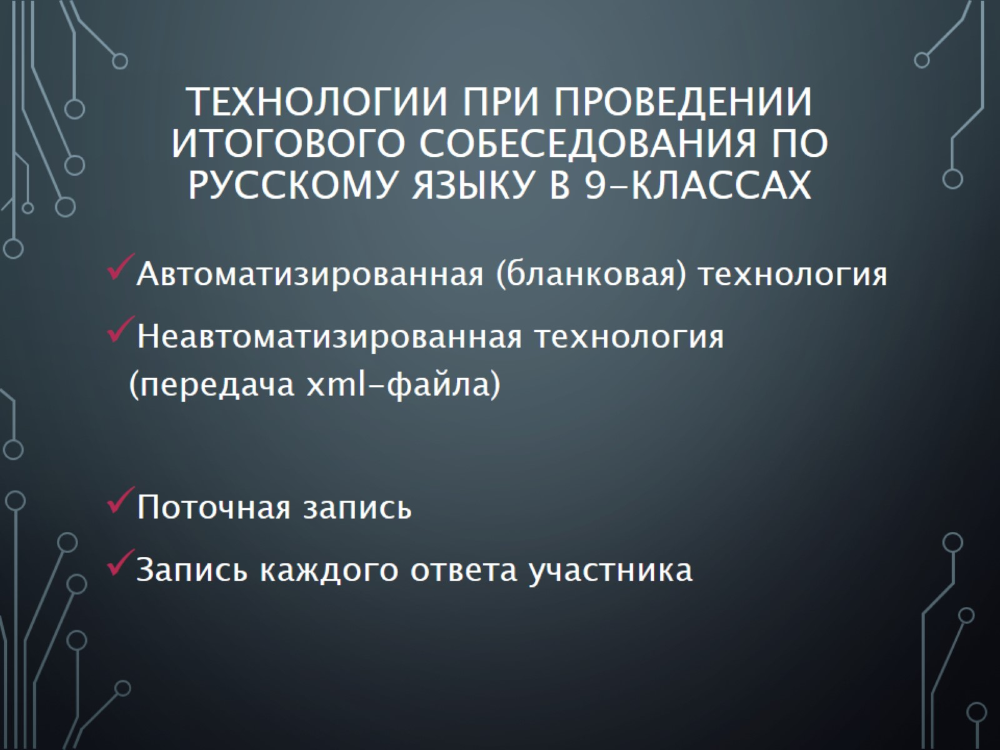 ТЕХНОЛОГИИ ПРИ ПРОВЕДЕНИИ
ИТОГОВОГО СОБЕСЕДОВАНИЯ ПО
РУССКОМУ ЯЗЫКУ В 9-КЛАССАХ
Автоматизированная (бланковая) технология
Неавтоматизированная технология
(передача xml-файла)
Поточная запись
Запись каждого ответа участника